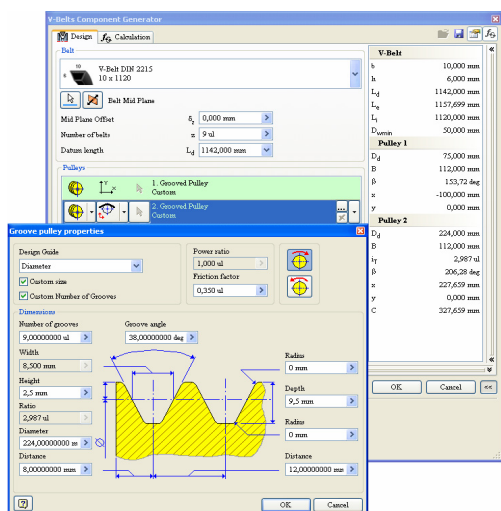 V-Belts Component Generator
Design
fG Calculation
Belt
10
6
V-Belt DIN 2215
10 x 1120
Belt Mid Plane
Mid Plane Offset δz 0,000 mm
Number of belts z 9 ul
Datum length Ld 1142,000 mm
Pulleys
Y
X
1. Grooved Pulley
Custom
2. Grooved Pulley
Custom
V-Belt
b 10,000 mm
h 6,000 mm
Ld 1142,000 mm
Le 1157,699 mm
Li 1120,000 mm
Dwmin 50,000 mm
Pulley 1
Dd 75,000 mm
B 112,000 mm
β 153,72 deg
x -100,000 mm
y 0,000 mm
Pulley 2
Dd 224,000 mm
B 112,000 mm
iT 2,987 ul
β 206,28 deg
x 227,659 mm
y 0,000 mm
C 327,659 mm
OK Cancel <<
Groove pulley properties
Design Guide
Diameter
Custom size
Custom Number of Grooves
Power ratio
1,000 ul
Friction factor
0,350 ul
Dimensions
Number of grooves
9,00000000 ul
Groove angle
38,00000000 deg
Width
8,500 mm
Height
2,5 mm
Ratio
2,987 ul
Diameter
224,00000000 m
Distance
8,00000000 mm
Radius
0 mm
Depth
9,5 mm
Radius
0 mm
Distance
12,00000000 mm
OK Cancel